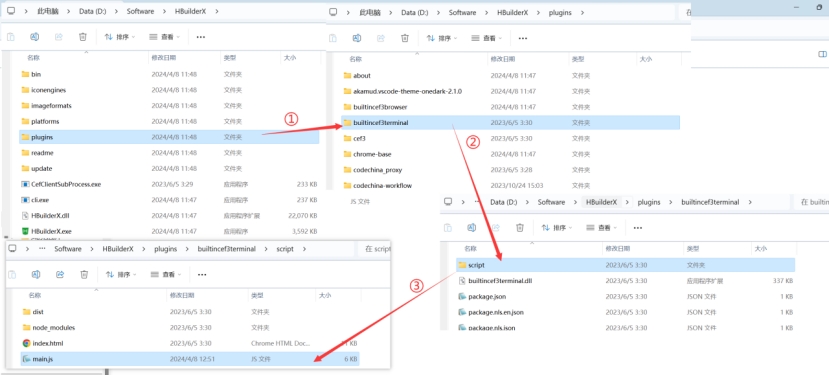 此电脑 > Data (D:) > Software > HBuilderX >
排序 查看 ...
名称 修改日期 类型 大小
bin 2024/4/8 11:48 文件夹
iconengines 2024/4/8 11:48 文件夹
imageformats 2024/4/8 11:48 文件夹
platforms 2024/4/8 11:48 文件夹
plugins 2024/4/8 11:48 文件夹
readme 2024/4/8 11:48 文件夹
update 2024/4/8 11:48 文件夹
CefClientSubProcess.exe 2023/6/5 3:29 应用程序 233 KB
cli.exe 2024/4/8 11:47 应用程序 237 KB
HBuilderX.dll 2024/4/8 11:47 应用程序扩展 22,070 KB
HBuilderX.exe 2024/4/8 11:47 应用程序 3,592 KB
①
此电脑 > Data (D:) > Software > HBuilderX > plugins >
排序 查看 ...
名称 修改日期 类型 大小
about 2024/4/8 11:47 文件夹
akamud.vscode-theme-onedark-2.1.0 2024/4/8 11:47 文件夹
builtincef3browser 2024/4/8 11:47 文件夹
builtincef3terminal 2023/6/5 3:30 文件夹
cef3 2024/4/8 11:47 文件夹
chrome-base 2024/4/8 11:47 文件夹
codechina_proxy 2023/6/5 3:28 文件夹
codechina-workflow 2023/10/24 15:03 文件夹
JS 文件
②
... Data (D:) > Software > HBuilderX > plugins > builtincef3terminal > 在 builtin
排序 查看 ...
名称 修改日期 类型 大小
script 2023/6/5 3:30 文件夹
builtincef3terminal.dll 2023/6/5 3:30 应用程序扩展 337 KB
package.json 2023/6/5 3:30 JSON 文件 1 KB
package.nls.en.json 2023/6/5 3:30 JSON 文件 1 KB
package.nls.json 2023/6/5 3:30 JSON 文件 1 KB
③
... Software > HBuilderX > plugins > builtincef3terminal > script > 在 script
排序 查看 ...
名称 修改日期 类型 大小
dist 2023/6/5 3:30 文件夹
node_modules 2023/6/5 3:30 文件夹
index.html 2023/6/5 3:30 Chrome HTML Doc... KB
main.js 2024/4/8 12:51 JS 文件 6 KB